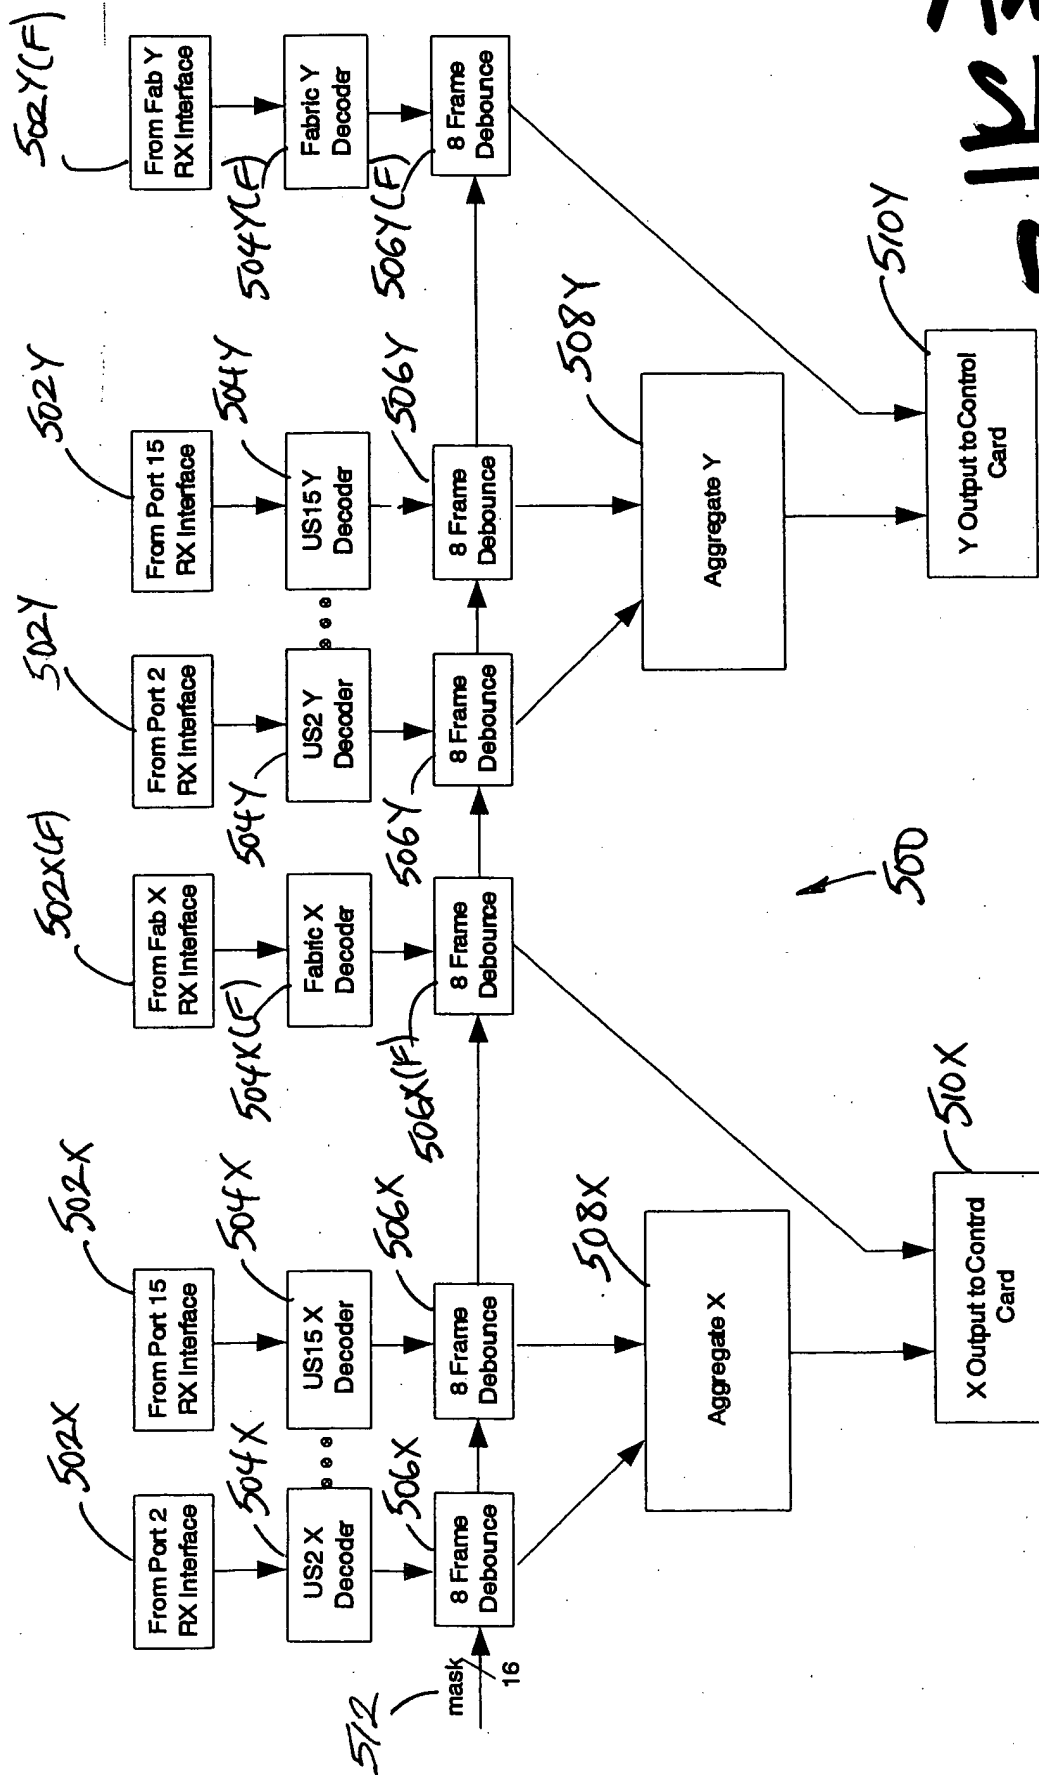 502X
502X
502X(F)
502Y
502Y
502Y(F)
From Port 2
RX Interface
From Port 15
RX Interface
From Fab X
RX Interface
From Port 2
RX Interface
From Port 15
RX Interface
From Fab Y
RX Interface
504X
504X
504X(F)
504Y
504Y
504Y(F)
US2 X
Decoder
US15 X
Decoder
Fabric X
Decoder
US2 Y
Decoder
US15 Y
Decoder
Fabric Y
Decoder
506X
506X
506X(F)
506Y
506Y
506Y(F)
512
mask
16
8 Frame
Debounce
8 Frame
Debounce
8 Frame
Debounce
8 Frame
Debounce
8 Frame
Debounce
8 Frame
Debounce
508X
508Y
Aggregate X
Aggregate Y
500
510X
510Y
X Output to Control
Card
Y Output to Control
Card